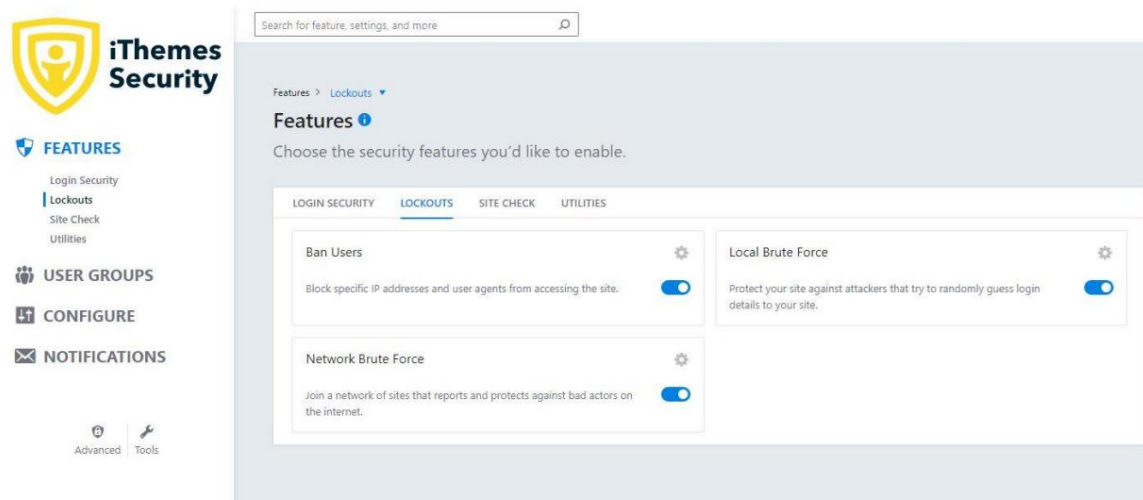 iThemes
Security
Search for feature, settings, and more
FEATURES
Login Security
Lockouts
Site Check
Utilities
USER GROUPS
CONFIGURE
NOTIFICATIONS
Advanced
Tools
Features > Lockouts
Features
Choose the security features you'd like to enable.
LOGIN SECURITY LOCKOUTS SITE CHECK UTILITIES
Ban Users
Block specific IP addresses and user agents from accessing the site.
Local Brute Force
Protect your site against attackers that try to randomly guess login
details to your site.
Network Brute Force
Join a network of sites that reports and protects against bad actors on
the internet.